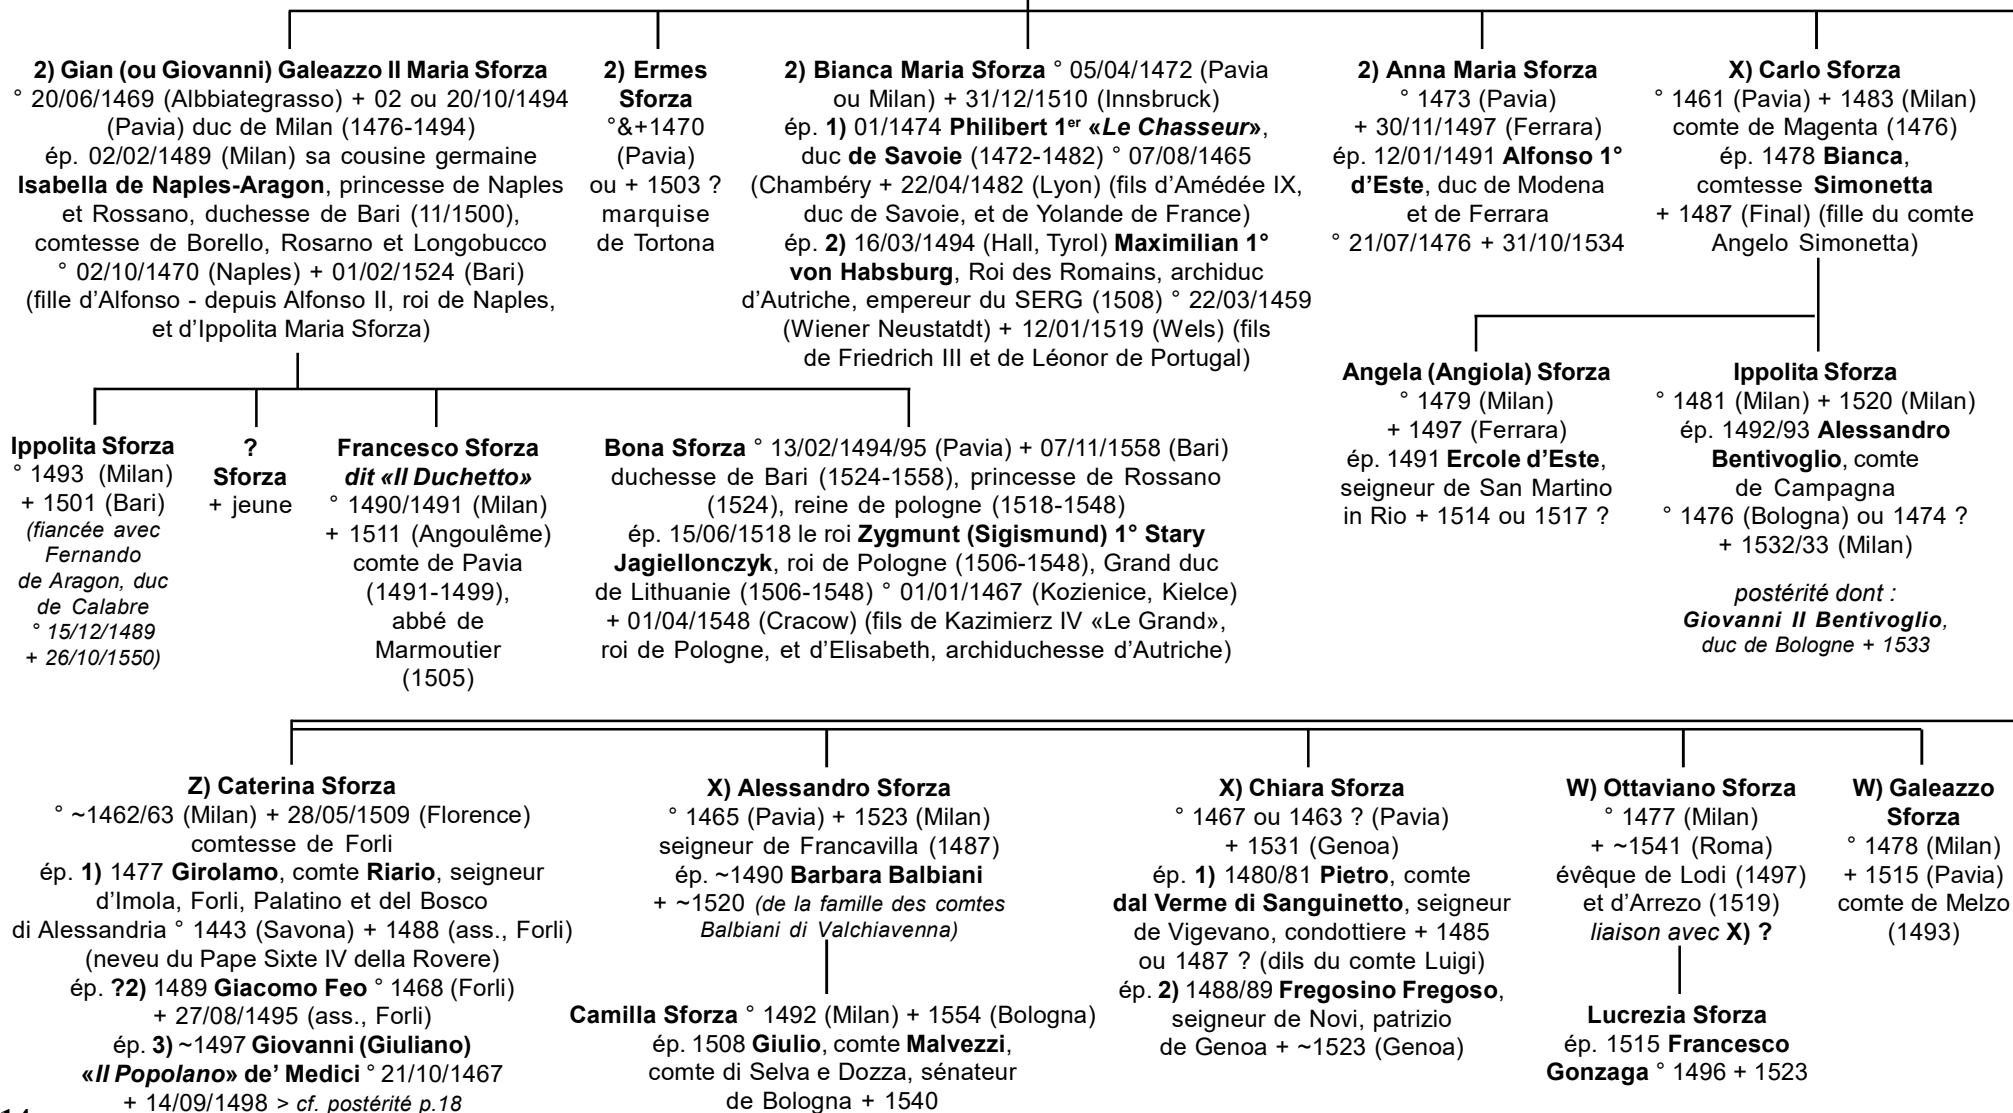 2) Gian (ou Giovanni) Galeazzo II Maria Sforza
° 20/06/1469 (Albbiategrasso) + 02 ou 20/10/1494
(Pavia) duc de Milan (1476-1494)
ép. 02/02/1489 (Milan) sa cousine germaine
Isabella de Naples-Aragon, princesse de Naples
et Rossano, duchesse de Bari (11/1500),
comtesse de Borello, Rosarno et Longobucco
° 02/10/1470 (Naples) + 01/02/1524 (Bari)
(fille d'Alfonso - depuis Alfonso II, roi de Naples,
et d'Ippolita Maria Sforza)
2) Ermes
Sforza
°&+1470
(Pavia)
ou + 1503 ?
marquise
de Tortona
2) Bianca Maria Sforza ° 05/04/1472 (Pavia
ou Milan) + 31/12/1510 (Innsbruck)
ép. 1) 01/1474 Philibert 1er «Le Chasseur»,
duc de Savoie (1472-1482) ° 07/08/1465
(Chambéry + 22/04/1482 (Lyon) (fils d'Amédée IX,
duc de Savoie, et de Yolande de France)
ép. 2) 16/03/1494 (Hall, Tyrol) Maximilian 1°
von Habsburg, Roi des Romains, archiduc
d'Autriche, empereur du SERG (1508) ° 22/03/1459
(Wiener Neustatdt) + 12/01/1519 (Wels) (fils
de Friedrich III et de Léonor de Portugal)
2) Anna Maria Sforza
° 1473 (Pavia)
+ 30/11/1497 (Ferrara)
ép. 12/01/1491 Alfonso 1°
d'Este, duc de Modena
et de Ferrara
° 21/07/1476 + 31/10/1534
X) Carlo Sforza
° 1461 (Pavia) + 1483 (Milan)
comte de Magenta (1476)
ép. 1478 Bianca,
comtesse Simonetta
+ 1487 (Final) (fille du comte
Angelo Simonetta)
Ippolita Sforza
° 1493 (Milan)
+ 1501 (Bari)
(fiancée avec
Fernando
de Aragon, duc
de Calabre
° 15/12/1489
+ 26/10/1550)
?
Sforza
+ jeune
Francesco Sforza
dit «Il Duchetto»
° 1490/1491 (Milan)
+ 1511 (Angoulême)
comte de Pavia
(1491-1499),
abbé de
Marmoutier
(1505)
Bona Sforza ° 13/02/1494/95 (Pavia) + 07/11/1558 (Bari)
duchesse de Bari (1524-1558), princesse de Rossano
(1524), reine de pologne (1518-1548)
ép. 15/06/1518 le roi Zygmunt (Sigismund) 1° Stary
Jagiellonczyk, roi de Pologne (1506-1548), Grand duc
de Lithuanie (1506-1548) ° 01/01/1467 (Kozienice, Kielce)
+ 01/04/1548 (Cracow) (fils de Kazimierz IV «Le Grand»,
roi de Pologne, et d'Elisabeth, archiduchesse d'Autriche)
Angela (Angiola) Sforza
° 1479 (Milan)
+ 1497 (Ferrara)
ép. 1491 Ercole d'Este,
seigneur de San Martino
in Rio + 1514 ou 1517 ?
Ippolita Sforza
° 1481 (Milan) + 1520 (Milan)
ép. 1492/93 Alessandro
Bentivoglio, comte
de Campagna
° 1476 (Bologna) ou 1474 ?
+ 1532/33 (Milan)
postérité dont :
Giovanni II Bentivoglio,
duc de Bologne + 1533
Z) Caterina Sforza
° ~1462/63 (Milan) + 28/05/1509 (Florence)
comtesse de Forli
ép. 1) 1477 Girolamo, comte Riario, seigneur
d'Imola, Forli, Palatino et del Bosco
di Alessandria ° 1443 (Savona) + 1488 (ass., Forli)
(neveu du Pape Sixte IV della Rovere)
ép. ?2) 1489 Giacomo Feo ° 1468 (Forli)
+ 27/08/1495 (ass., Forli)
ép. 3) ~1497 Giovanni (Giuliano)
«Il Popolano» de' Medici ° 21/10/1467
+ 14/09/1498 > cf. postérité p.18
X) Alessandro Sforza
° 1465 (Pavia) + 1523 (Milan)
seigneur de Francavilla (1487)
ép. ~1490 Barbara Balbiani
+ ~1520 (de la famille des comtes
Balbiani di Valchiavenna)
Camilla Sforza ° 1492 (Milan) + 1554 (Bologna)
ép. 1508 Giulio, comte Malvezzi,
comte di Selva e Dozza, sénateur
de Bologna + 1540
X) Chiara Sforza
° 1467 ou 1463 ? (Pavia)
+ 1531 (Genoa)
ép. 1) 1480/81 Pietro, comte
dal Verme di Sanguinetto, seigneur
de Vigevano, condottiere + 1485
ou 1487 ? (dils du comte Luigi)
ép. 2) 1488/89 Fregosino Fregoso,
seigneur de Novi, patrizio
de Genoa + ~1523 (Genoa)
W) Ottaviano Sforza
° 1477 (Milan)
+ ~1541 (Roma)
évêque de Lodi (1497)
et d'Arrezo (1519)
liaison avec X) ?
Lucrezia Sforza
ép. 1515 Francesco
Gonzaga ° 1496 + 1523
W) Galeazzo
Sforza
° 1478 (Milan)
+ 1515 (Pavia)
comte de Melzo
(1493)